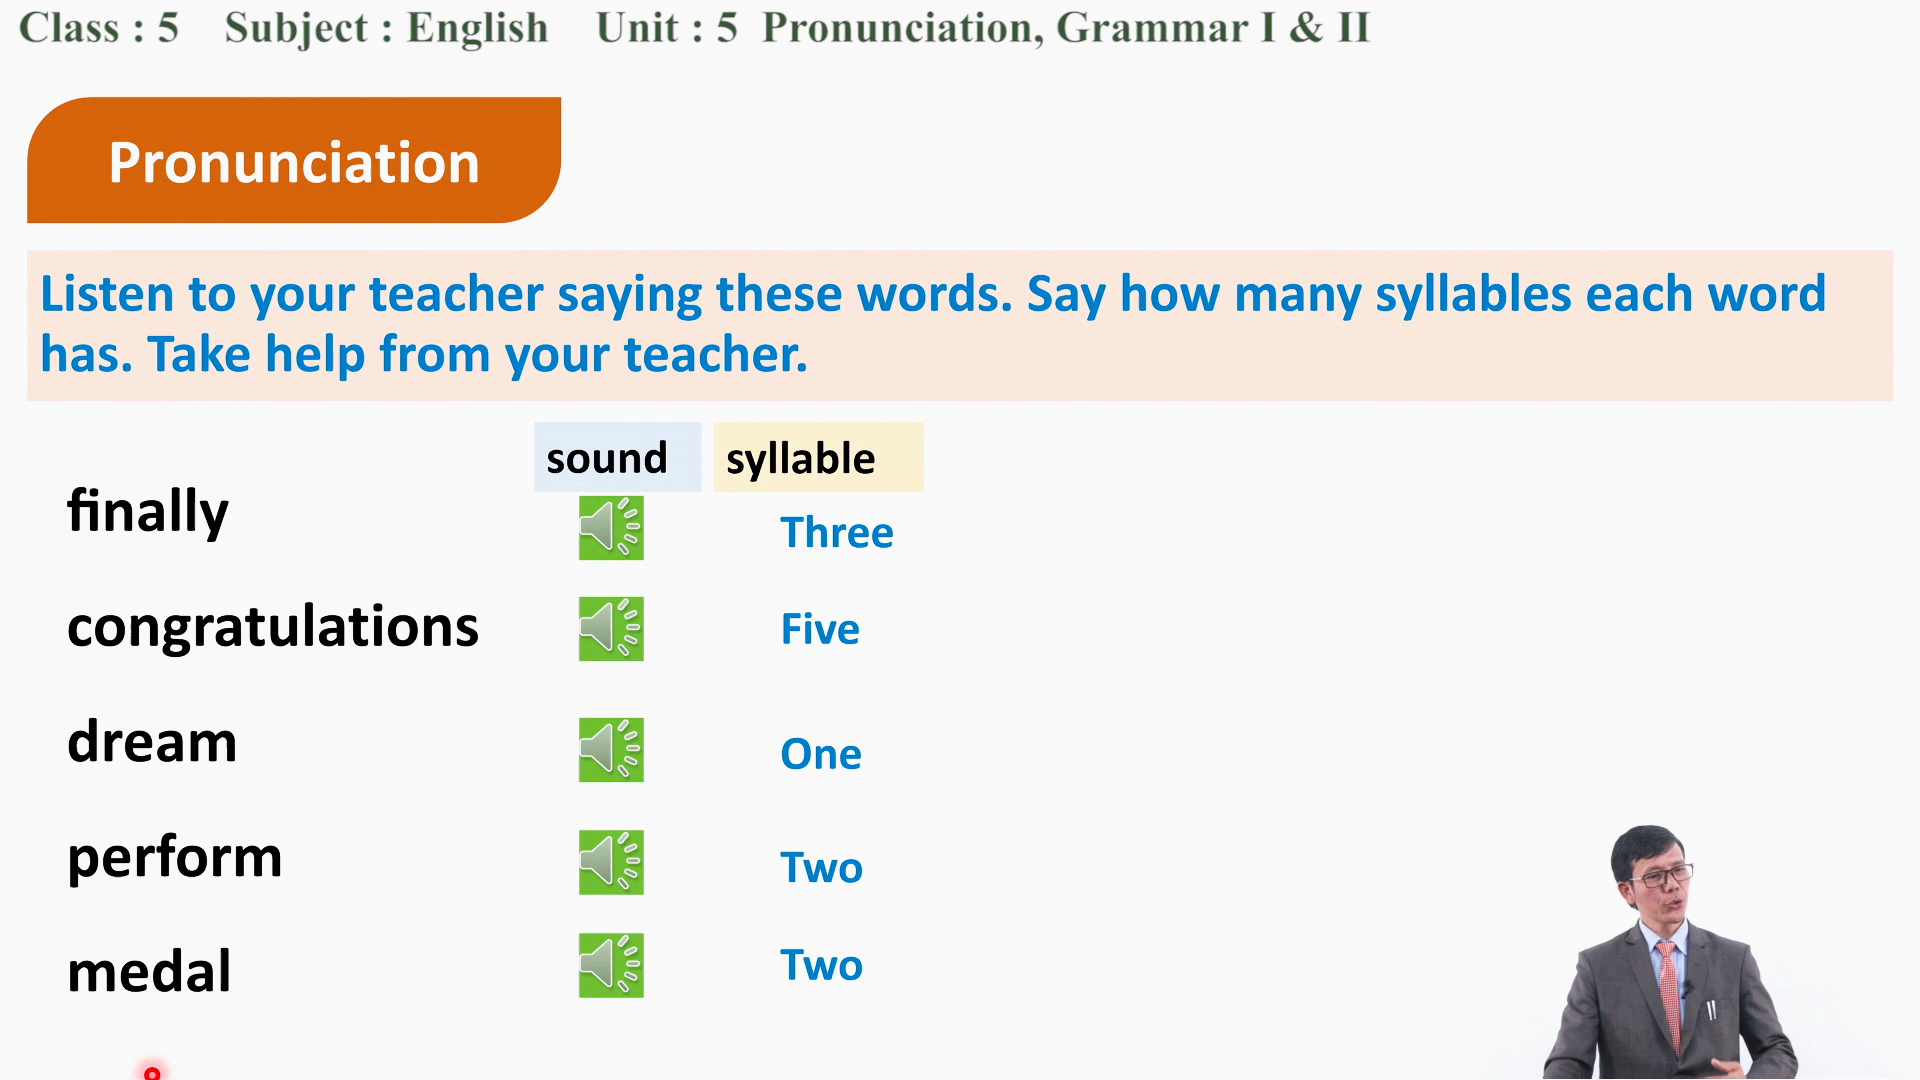 Class : 5 Subject : English Unit : 5 Pronunciation, Grammar I & II
Pronunciation
Listen to your teacher saying these words. Say how many syllables each word
has. Take help from your teacher.
sound syllable
finally Three
congratulations Five
dream One
perform Two
medal Two